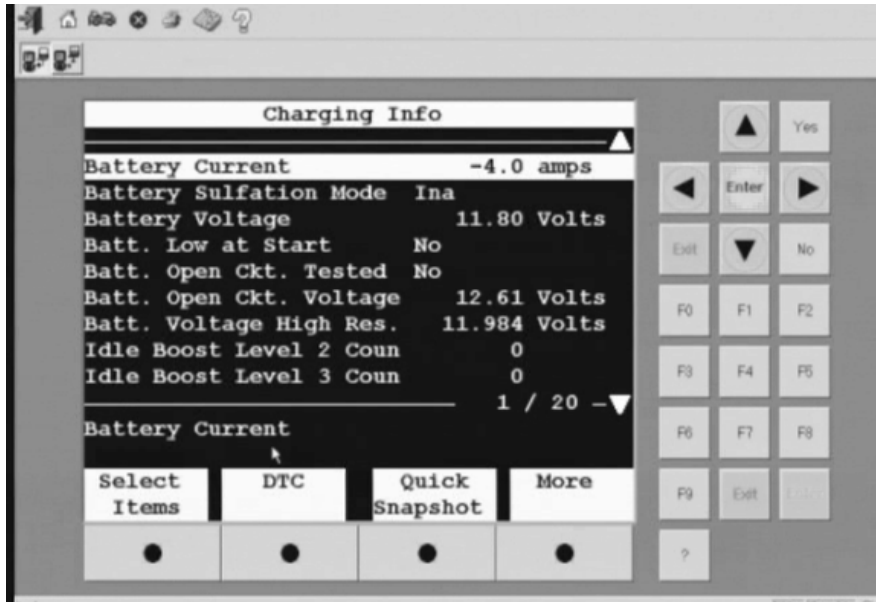 Charging Info
Battery Current -4.0 amps
Battery Sulfation Mode Ina
Battery Voltage 11.80 Volts
Batt. Low at Start No
Batt. Open Ckt. Tested No
Batt. Open Ckt. Voltage 12.61 Volts
Batt. Voltage High Res. 11.984 Volts
Idle Boost Level 2 Coun 0
Idle Boost Level 3 Coun 0
1 / 20
Battery Current
Select Items
DTC
Quick Snapshot
More
Yes
Enter
Exit
No
F0 F1 F2
F3 F4 F5
F6 F7 F8
F9 Exit Enter
?